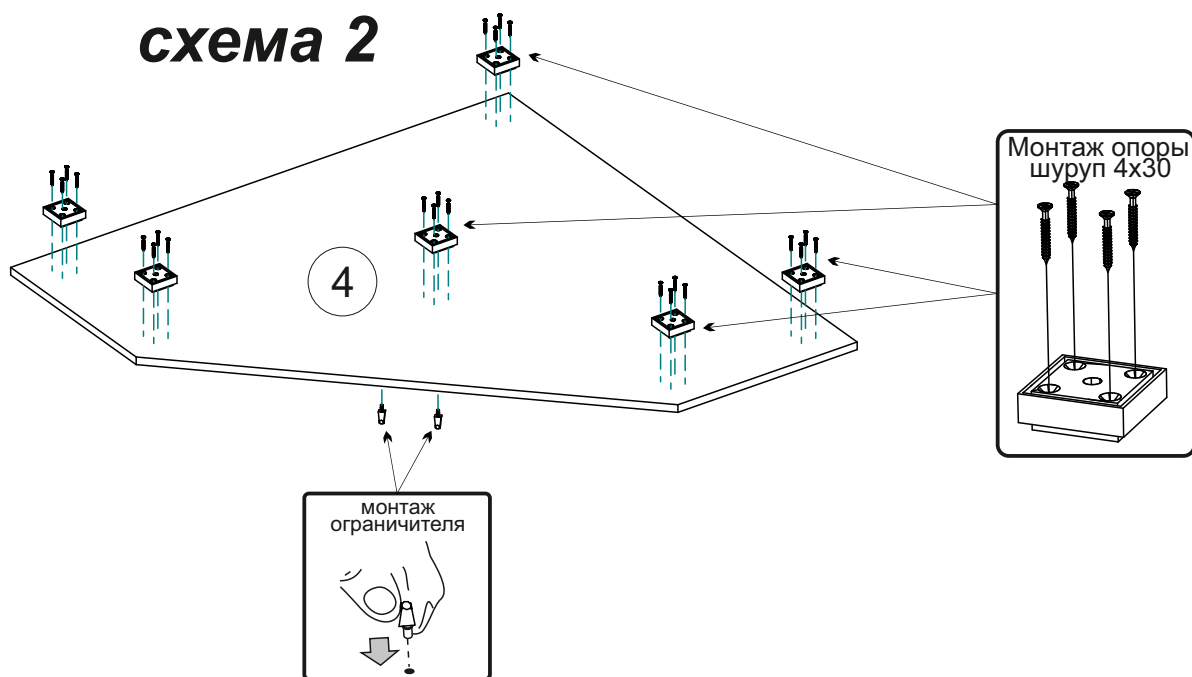 схема 2
Монтаж опоры
шуруп 4х30
4
монтаж
ограничителя